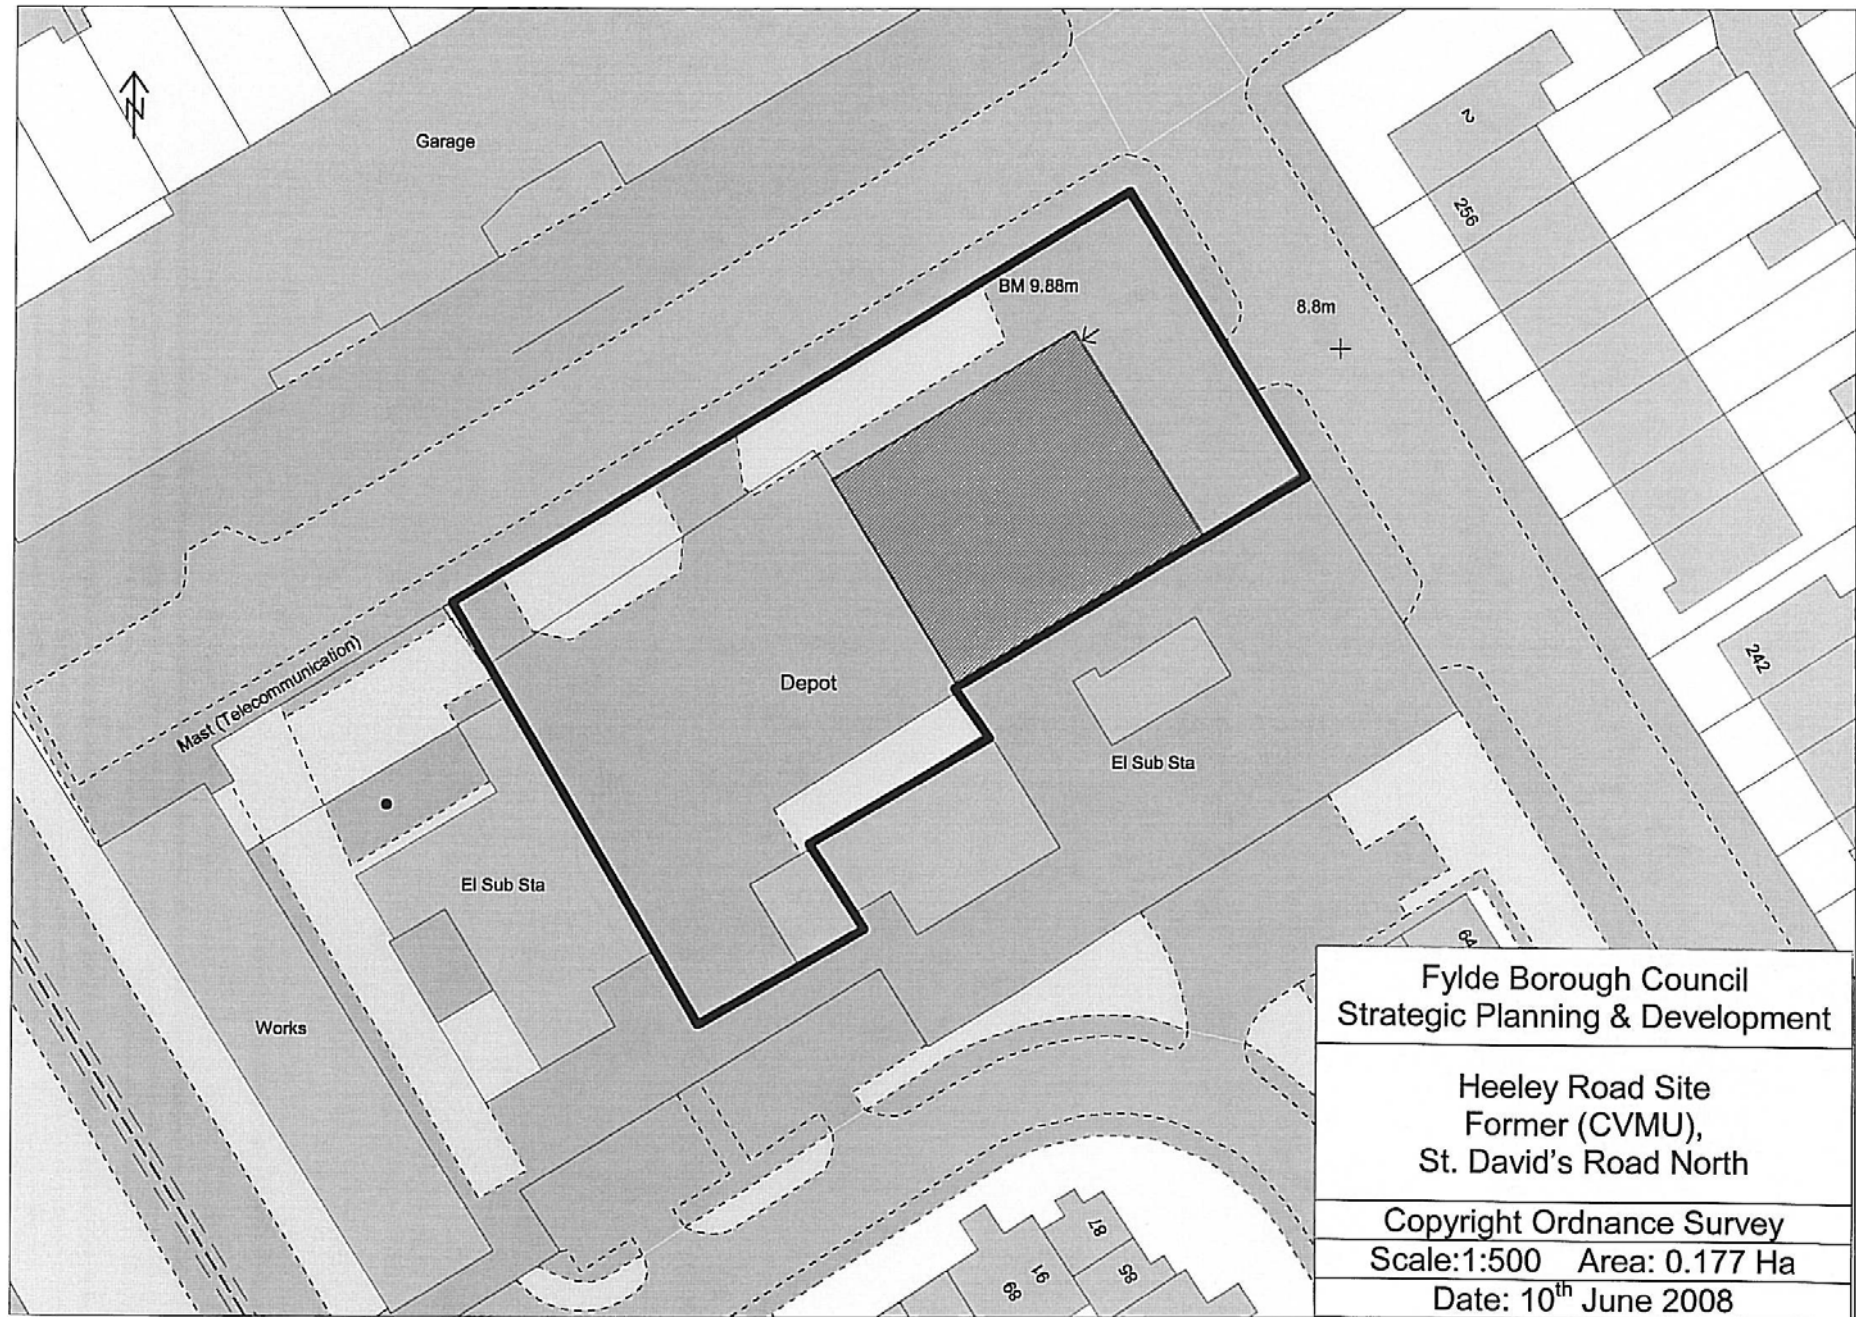 N
Garage
2
256
BM 9.88m
8.8m
Mast (Telecommunication)
Depot
242
El Sub Sta
El Sub Sta
64
Works
87
85
91
89
Fylde Borough Council
Strategic Planning & Development
Heeley Road Site
Former (CVMU),
St. David's Road North
Copyright Ordnance Survey
Scale:1:500 Area: 0.177 Ha
Date: 10th June 2008